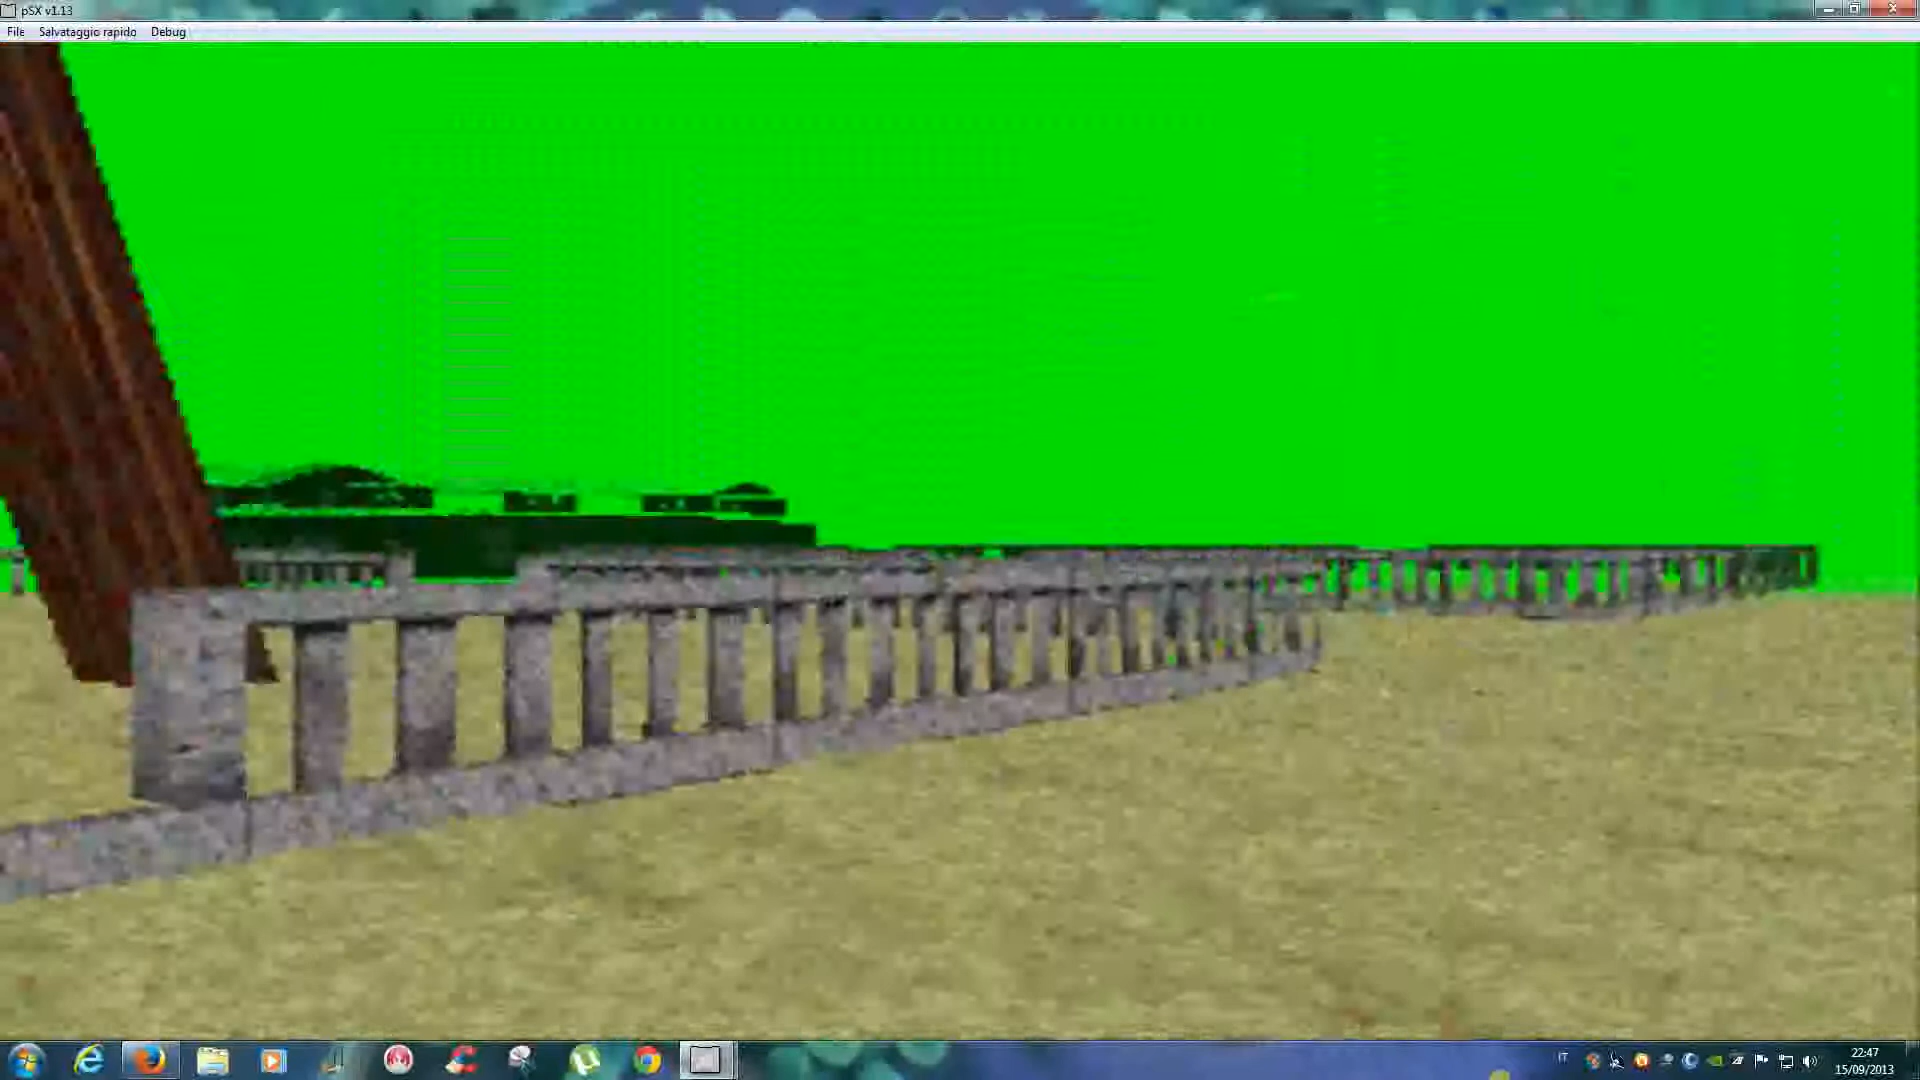 pSX v1.13
File Salvataggio rapido Debug
IT
22:47
15/09/2013